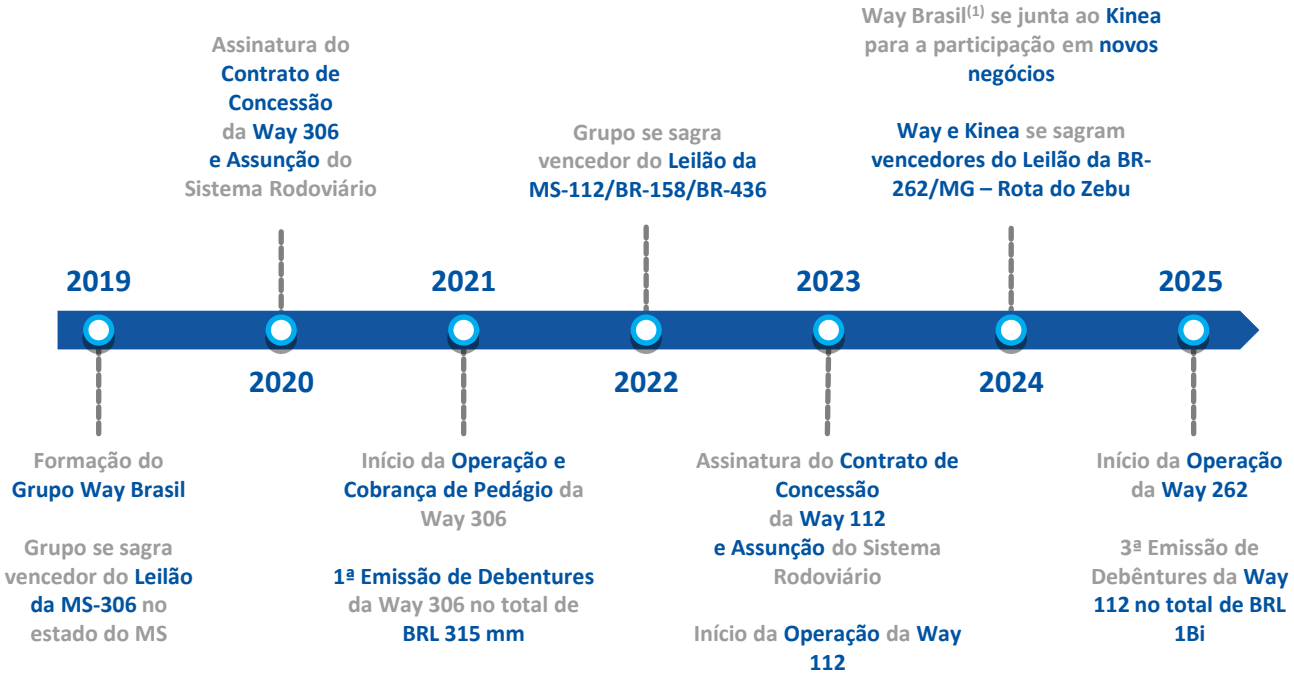 Assinatura do
Contrato de
Concessão
da Way 306
e Assunção do
Sistema Rodoviário
Grupo se sagra
vencedor do Leilão da
MS-112/BR-158/BR-436
Way Brasil(1) se junta ao Kinea
para a participação em novos
negócios
Way e Kinea se sagram
vencedores do Leilão da BR-
262/MG – Rota do Zebu
2019
2021
2023
2025
2020
2022
2024
Formação do
Grupo Way Brasil
Grupo se sagra
vencedor do Leilão
da MS-306 no
estado do MS
Início da Operação e
Cobrança de Pedágio da
Way 306
1ª Emissão de Debentures
da Way 306 no total de
BRL 315 mm
Assinatura do Contrato de
Concessão
da Way 112
e Assunção do Sistema
Rodoviário
Início da Operação da Way
112
Início da Operação
da Way 262
3ª Emissão de
Debêntures da Way
112 no total de BRL
1Bi